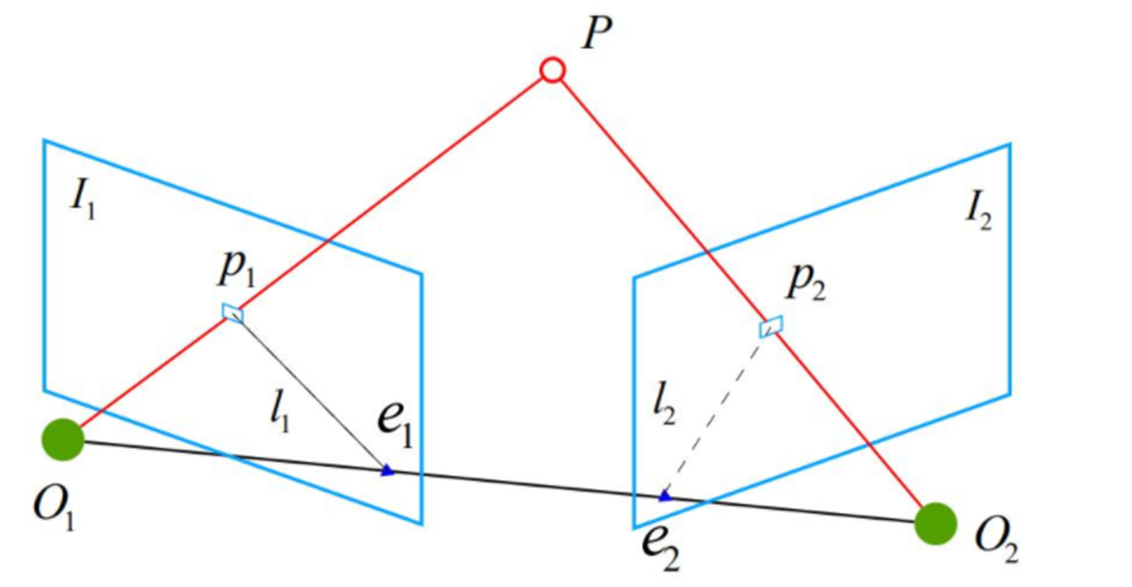 P
I₁
I₂
p₁
p₂
l₁
e₁
l₂
O₁
e₂
O₂